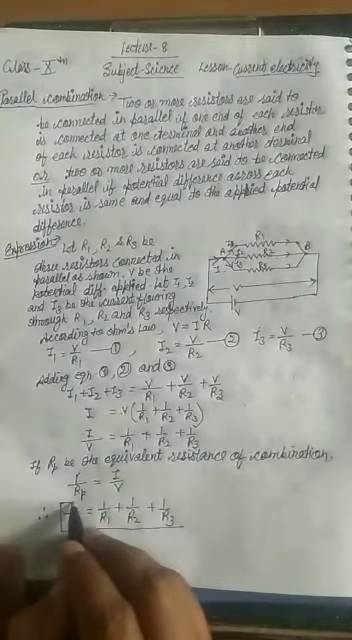 Lecture-8
Class-Xth Subject-Science Lesson-Current electricity
Parallel combination→ Two or more resistors are said to
be connected in parallel if one end of each resistor
is connected at one terminal and another end
of each resistor is connected at another terminal
or two or more resistors are said to be connected
in parallel if potential difference across each
resistor is same and equal to the applied potential
difference.
Expression→ Let R₁, R₂ & R₃ be
three resistors connected in
parallel as shown. V be the
potential diff. applied. Let I₁, I₂
and I₃ be the current flowing
through R₁, R₂ and R₃ respectively.
R₁
A I₂ R₂ B
I I₃ R₃
V
V
According to ohm's law, V = IR
I₁ = V/R₁ —①, I₂ = V/R₂ —② I₃ = V/R₃ —③
Adding eqn. ①, ② and ③
I₁+I₂+I₃ = V/R₁ + V/R₂ + V/R₃
I = V(1/R₁ + 1/R₂ + 1/R₃)
I/V = 1/R₁ + 1/R₂ + 1/R₃
If Rp be the equivalent resistance of combination.
1/Rp = I/V
∴ = 1/R₁ + 1/R₂ + 1/R₃